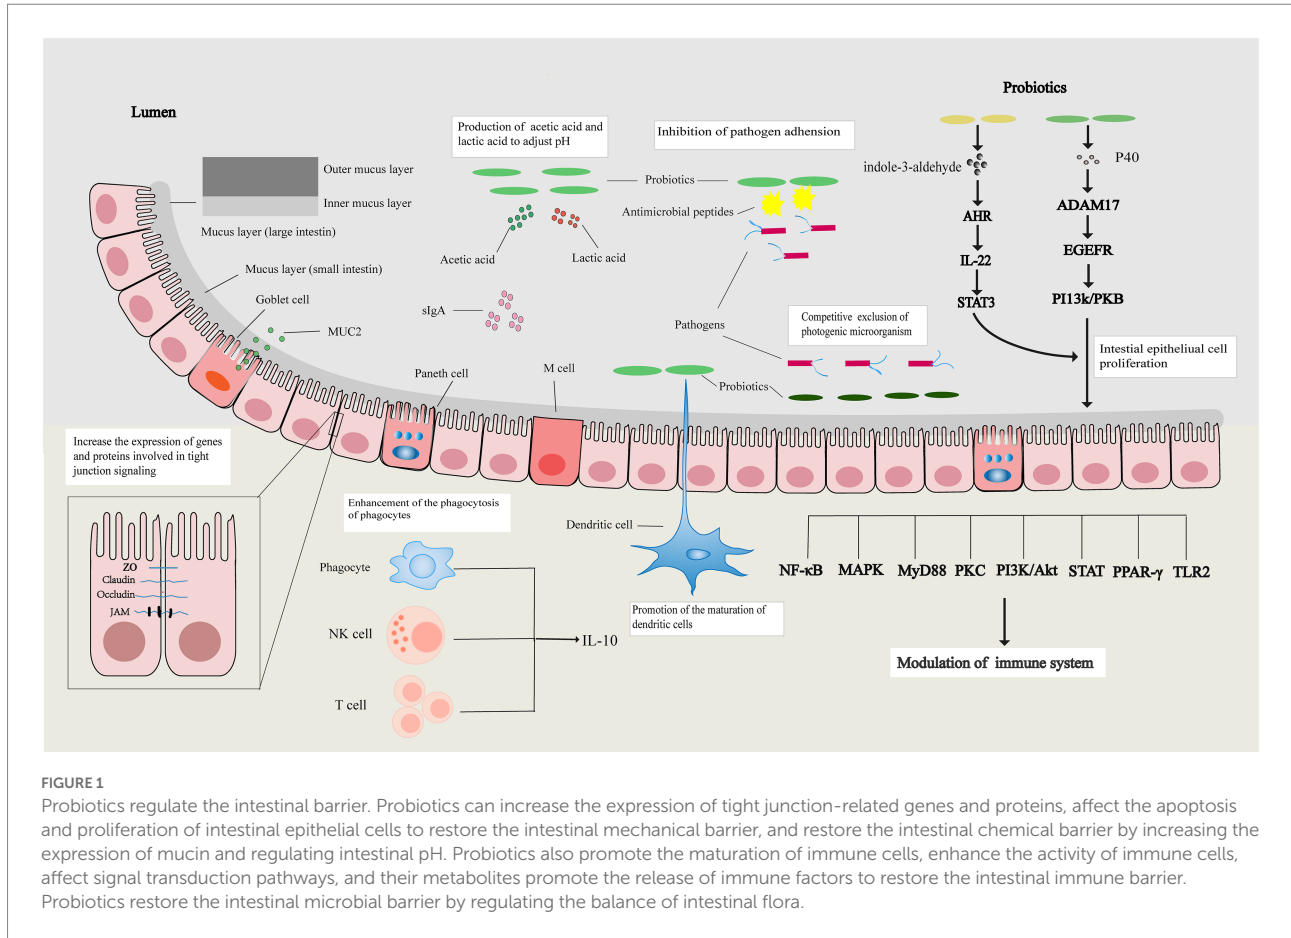 Lumen
Probiotics
Production of acetic acid and
lactic acid to adjust pH
Inhibition of pathogen adhension
Outer mucus layer
Inner mucus layer
Mucus layer (large intestin)
Mucus layer (small intestin)
Goblet cell
MUC2
Probiotics
Antimicrobial peptides
Acetic acid
Lactic acid
sIgA
Pathogens
indole-3-aldehyde
P40
AHR
ADAM17
IL-22
EGEFR
STAT3
PI13k/PKB
Competitive exclusion of
photogenic microorganism
Intestial epitheliual cell
proliferation
Paneth cell
M cell
Probiotics
Increase the expression of genes
and proteins involved in tight
junction signaling
ZO
Claudin
Occludin
JAM
Enhancement of the phagocytosis
of phagocytes
Phagocyte
NK cell
T cell
IL-10
Dendritic cell
Promotion of the maturation of
dendritic cells
NF-κB MAPK MyD88 PKC PI3K/Akt STAT PPAR-γ TLR2
Modulation of immune system
FIGURE 1
Probiotics regulate the intestinal barrier. Probiotics can increase the expression of tight junction-related genes and proteins, affect the apoptosis
and proliferation of intestinal epithelial cells to restore the intestinal mechanical barrier, and restore the intestinal chemical barrier by increasing the
expression of mucin and regulating intestinal pH. Probiotics also promote the maturation of immune cells, enhance the activity of immune cells,
affect signal transduction pathways, and their metabolites promote the release of immune factors to restore the intestinal immune barrier.
Probiotics restore the intestinal microbial barrier by regulating the balance of intestinal flora.